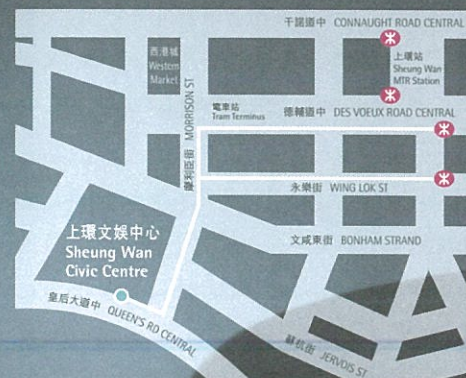 干諾道中 CONNAUGHT ROAD CENTRAL
西港城
Western
Market
上環站
Sheung Wan
MTR Station
電車站
Tram Terminus
德輔道中 DES VOEUX ROAD CENTRAL
摩利臣街 MORRISON ST
永樂街 WING LOK ST
上環文娛中心
Sheung Wan
Civic Centre
文咸東街 BONHAM STRAND
皇后大道中 QUEEN'S RD CENTRAL
蘇杭街 JERVOIS ST